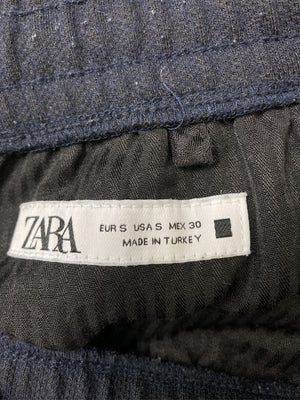 ZARA
EUR S USA S MEX 30
MADE IN TURKEY